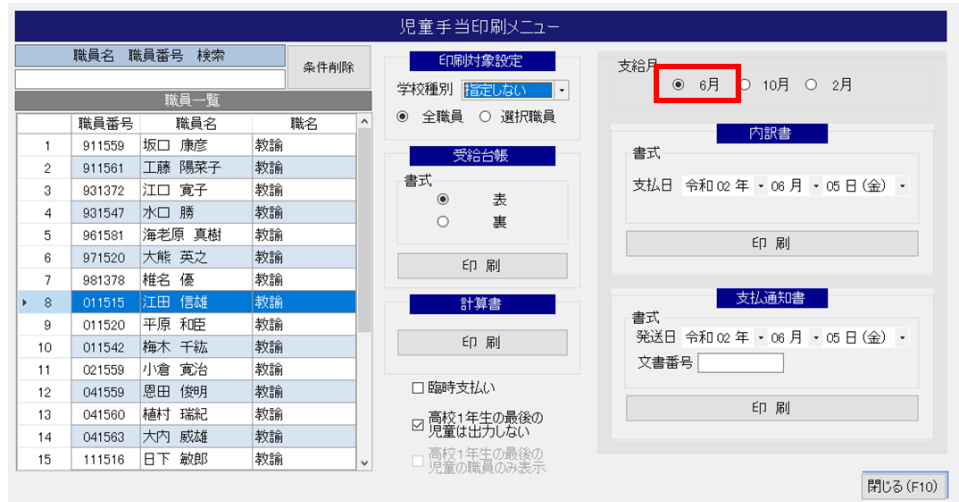 児童手当印刷メニュー
職員名 職員番号 検索
条件削除
職員一覧
職員番号 職員名 職名
1 911559 坂口 康彦 教諭
2 911561 工藤 陽菜子 教諭
3 931372 江口 寛子 教諭
4 931547 水口 勝 教諭
5 961581 海老原 真樹 教諭
6 971520 大熊 英之 教諭
7 981378 椎名 優 教諭
8 011515 江田 信雄 教諭
9 011520 平原 和臣 教諭
10 011542 梅木 千紘 教諭
11 021559 小倉 寛治 教諭
12 041559 恩田 俊明 教諭
13 041560 植村 瑞紀 教諭
14 041563 大内 威雄 教諭
15 111516 日下 敏郎 教諭
印刷対象設定
学校種別 指定しない
全職員 選択職員
受給台帳
書式
表
裏
印 刷
計算書
印 刷
臨時支払い
高校1年生の最後の
児童は出力しない
高校1年生の最後の
児童の職員のみ表示
支給月
6月 10月 2月
内訳書
書式
支払日 令和 02 年 06 月 05 日(金)
印 刷
支払通知書
書式
発送日 令和 02 年 06 月 05 日(金)
文書番号
印 刷
閉じる(F10)